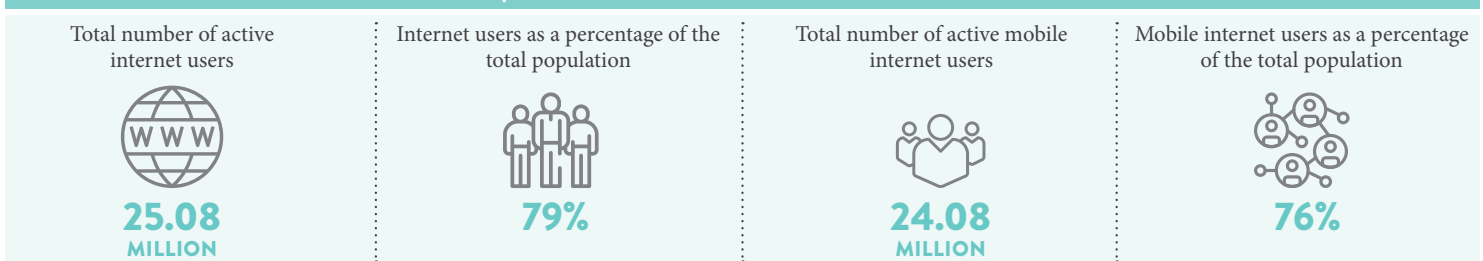 Total number of active
internet users
WWW
25.08
MILLION
Internet users as a percentage of the
total population
79%
Total number of active mobile
internet users
24.08
MILLION
Mobile internet users as a percentage
of the total population
76%